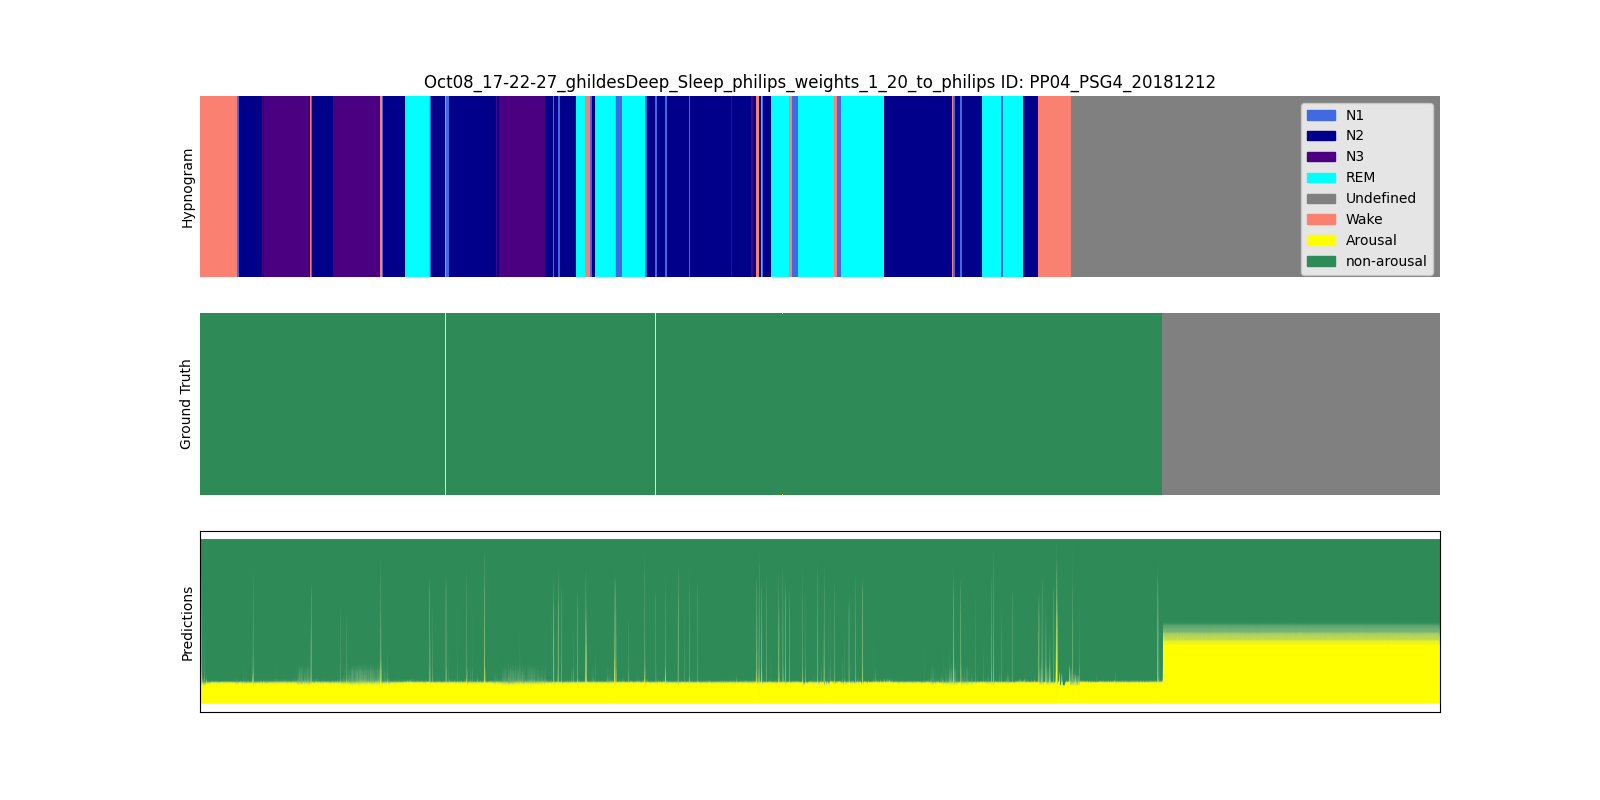 Oct08_17-22-27_ghildesDeep_Sleep_philips_weights_1_20_to_philips ID: PP04_PSG4_20181212
Hypnogram
N1
N2
N3
REM
Undefined
Wake
Arousal
non-arousal
Ground Truth
Predictions